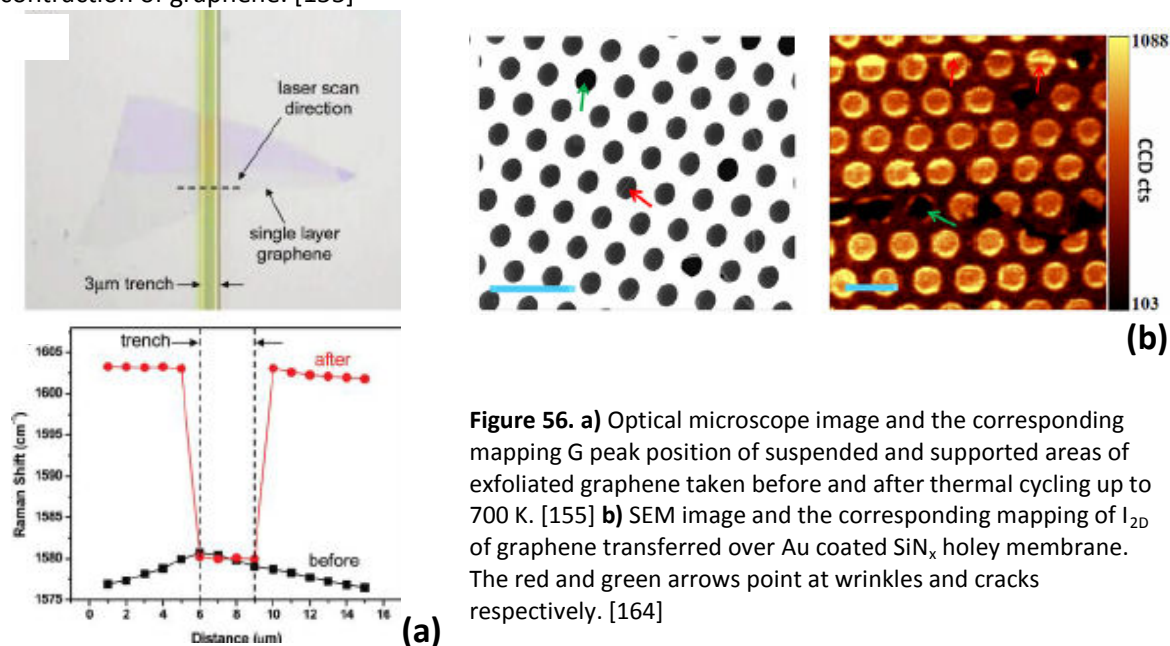 contraction of graphene. [155]
laser scan
direction
single layer
graphene
3μm trench
1088
CCD cts
103
(b)
trench
after
before
Raman Shift (cm⁻¹)
1605
1600
1595
1590
1585
1580
1575
0 2 4 6 8 10 12 14 16
Distance (μm)
(a)
Figure 56. a) Optical microscope image and the corresponding
mapping G peak position of suspended and supported areas of
exfoliated graphene taken before and after thermal cycling up to
700 K. [155] b) SEM image and the corresponding mapping of I₂D
of graphene transferred over Au coated SiNₓ holey membrane.
The red and green arrows point at wrinkles and cracks
respectively. [164]